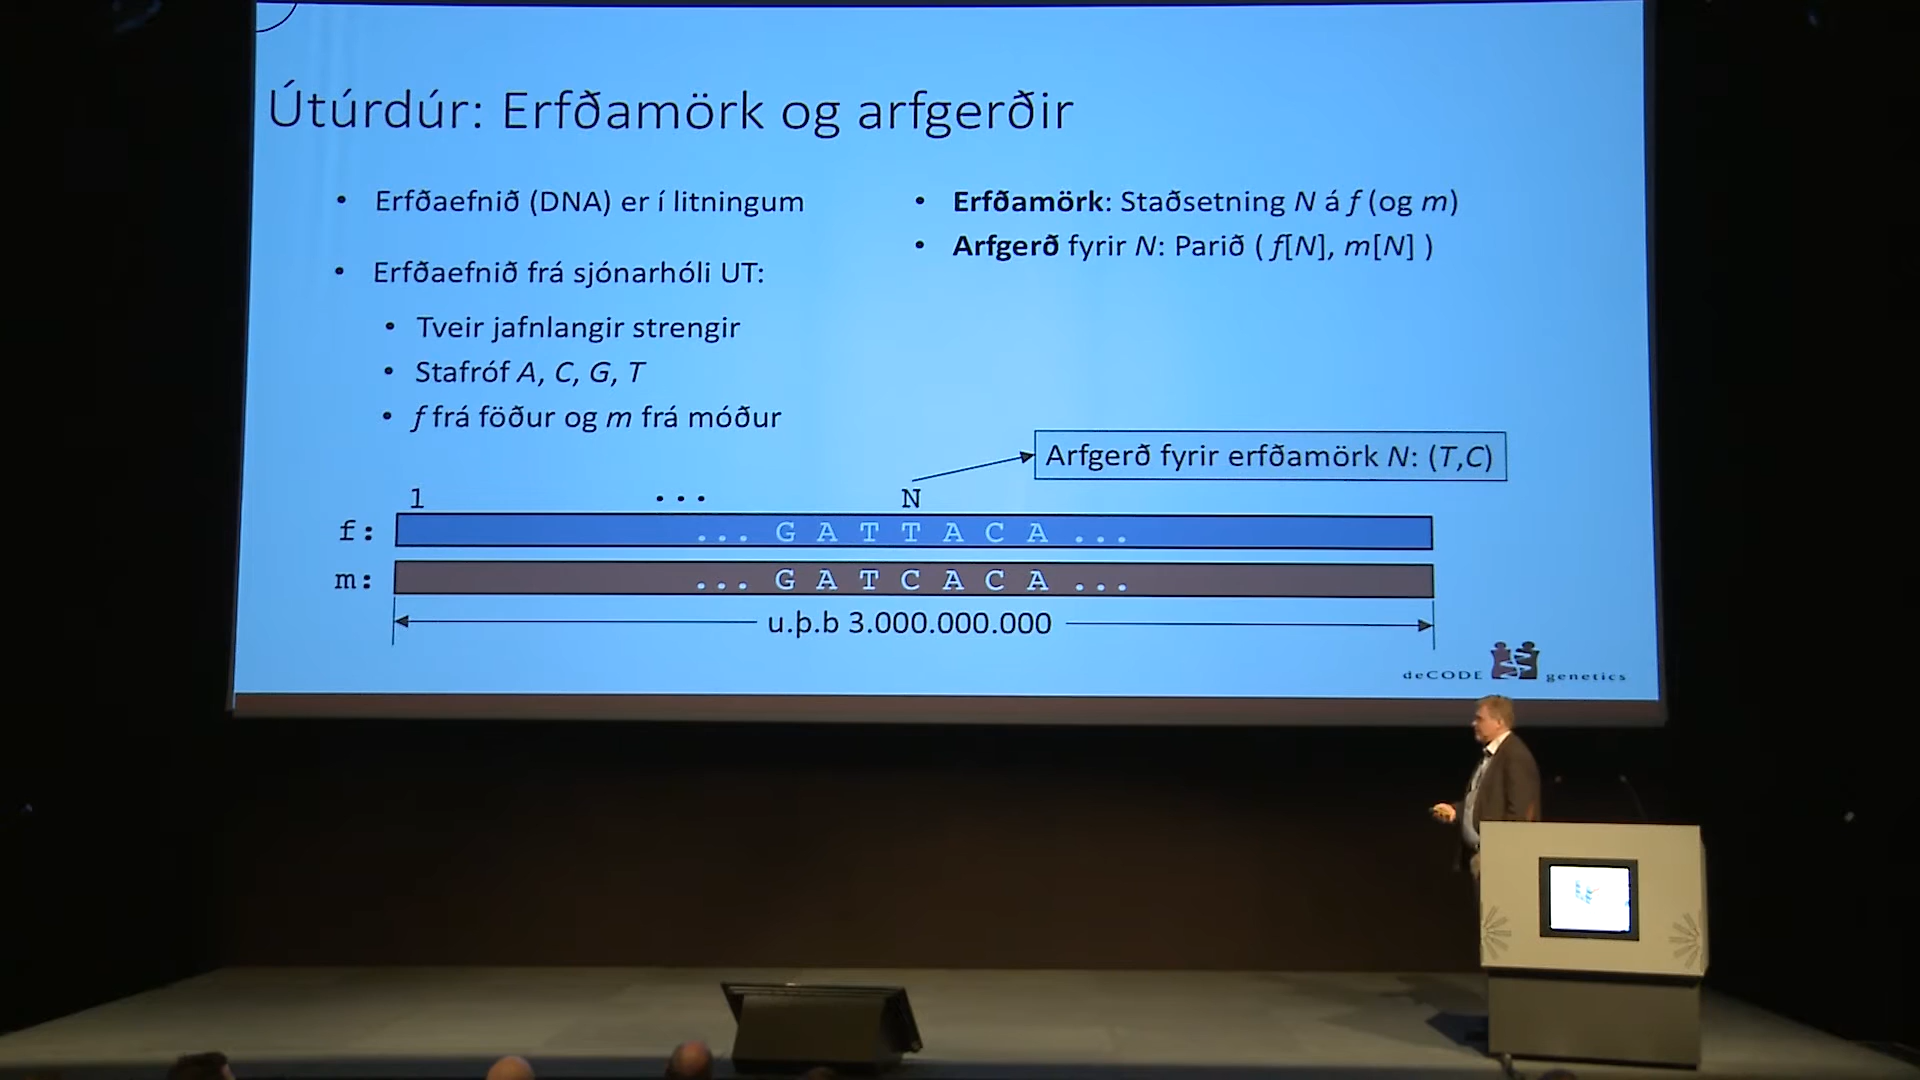 Útúrdúr: Erfðamörk og arfgerðir
• Erfðaefnið (DNA) er í litningum
• Erfðaefnið frá sjónarhóli UT:
• Tveir jafnlangir strengir
• Stafróf A, C, G, T
• f frá föður og m frá móður
• Erfðamörk: Staðsetning N á f (og m)
• Arfgerð fyrir N: Parið ( f[N], m[N] )
Arfgerð fyrir erfðamörk N: (T,C)
1 ... N
f: ... G A T T A C A ...
m: ... G A T C A C A ...
u.þ.b 3.000.000.000
deCODE genetics